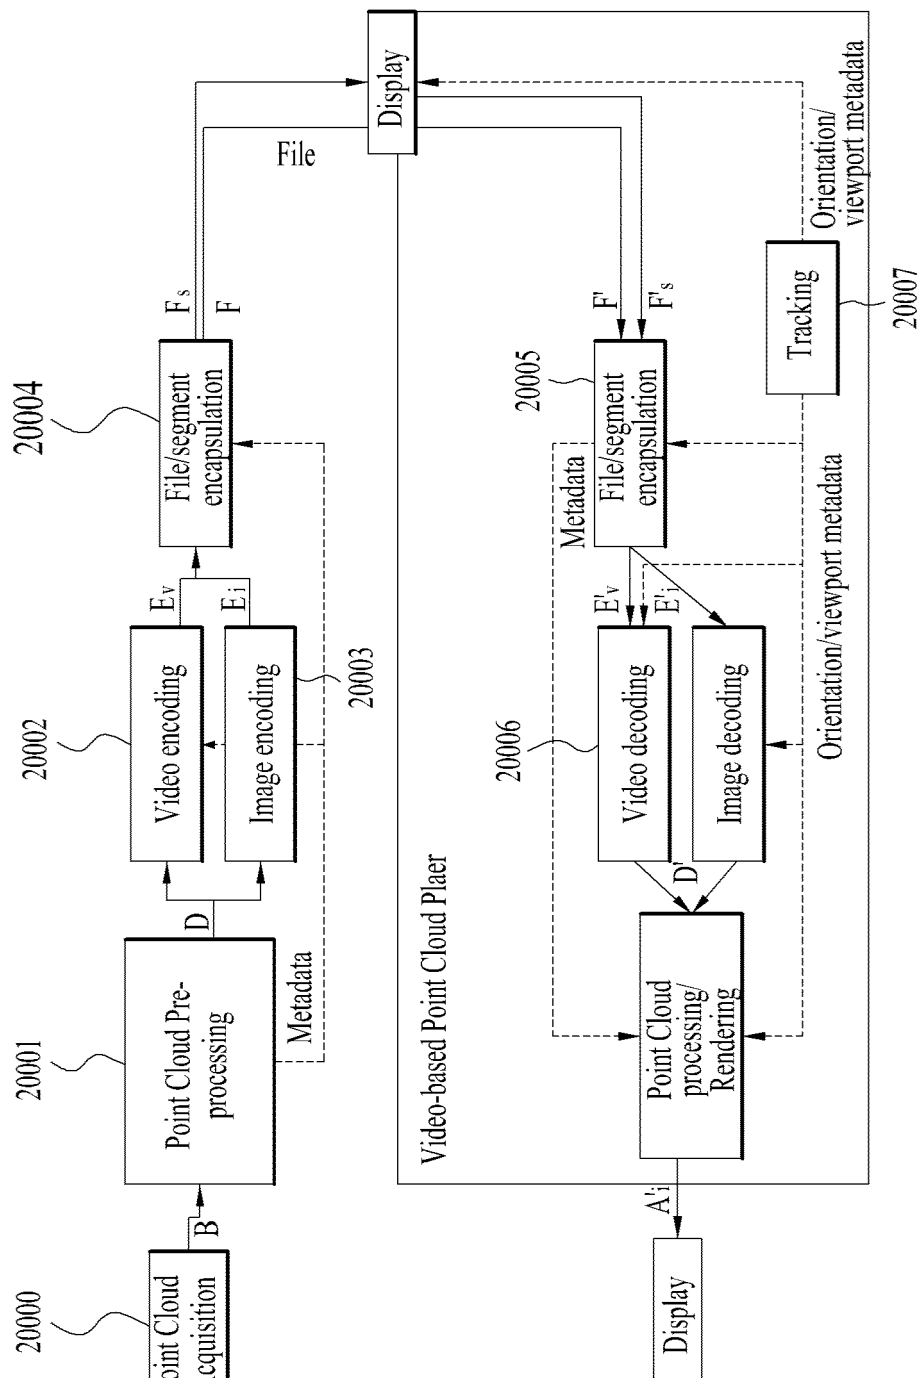 20000
oint Cloud
cquisition
B
20001
Point Cloud Pre-
processing
Metadata
D
20002
Video encoding
Image encoding
20003
Ev
Ei
20004
File/segment
encapsulation
Fs
F
File
Display
Video-based Point Cloud Plaer
F'
F's
20005
File/segment
encapsulation
Metadata
E'v
E'i
20006
Video decoding
Image decoding
D'
Point Cloud
processing/
Rendering
A'i
Display
Tracking
20007
Orientation/
viewport metadata
Orientation/viewport metadata